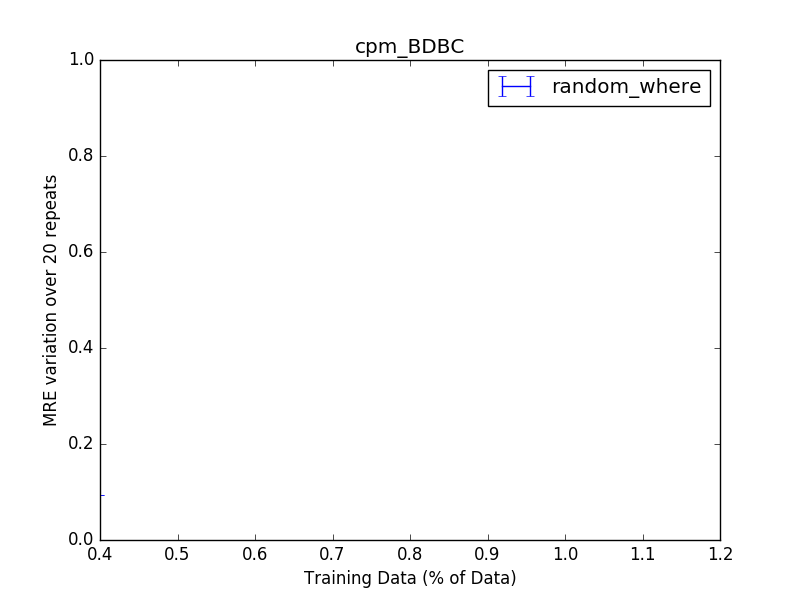 cpm_BDBC
random_where
MRE variation over 20 repeats
1.0
0.8
0.6
0.4
0.2
0.0
0.4 0.5 0.6 0.7 0.8 0.9 1.0 1.1 1.2
Training Data (% of Data)